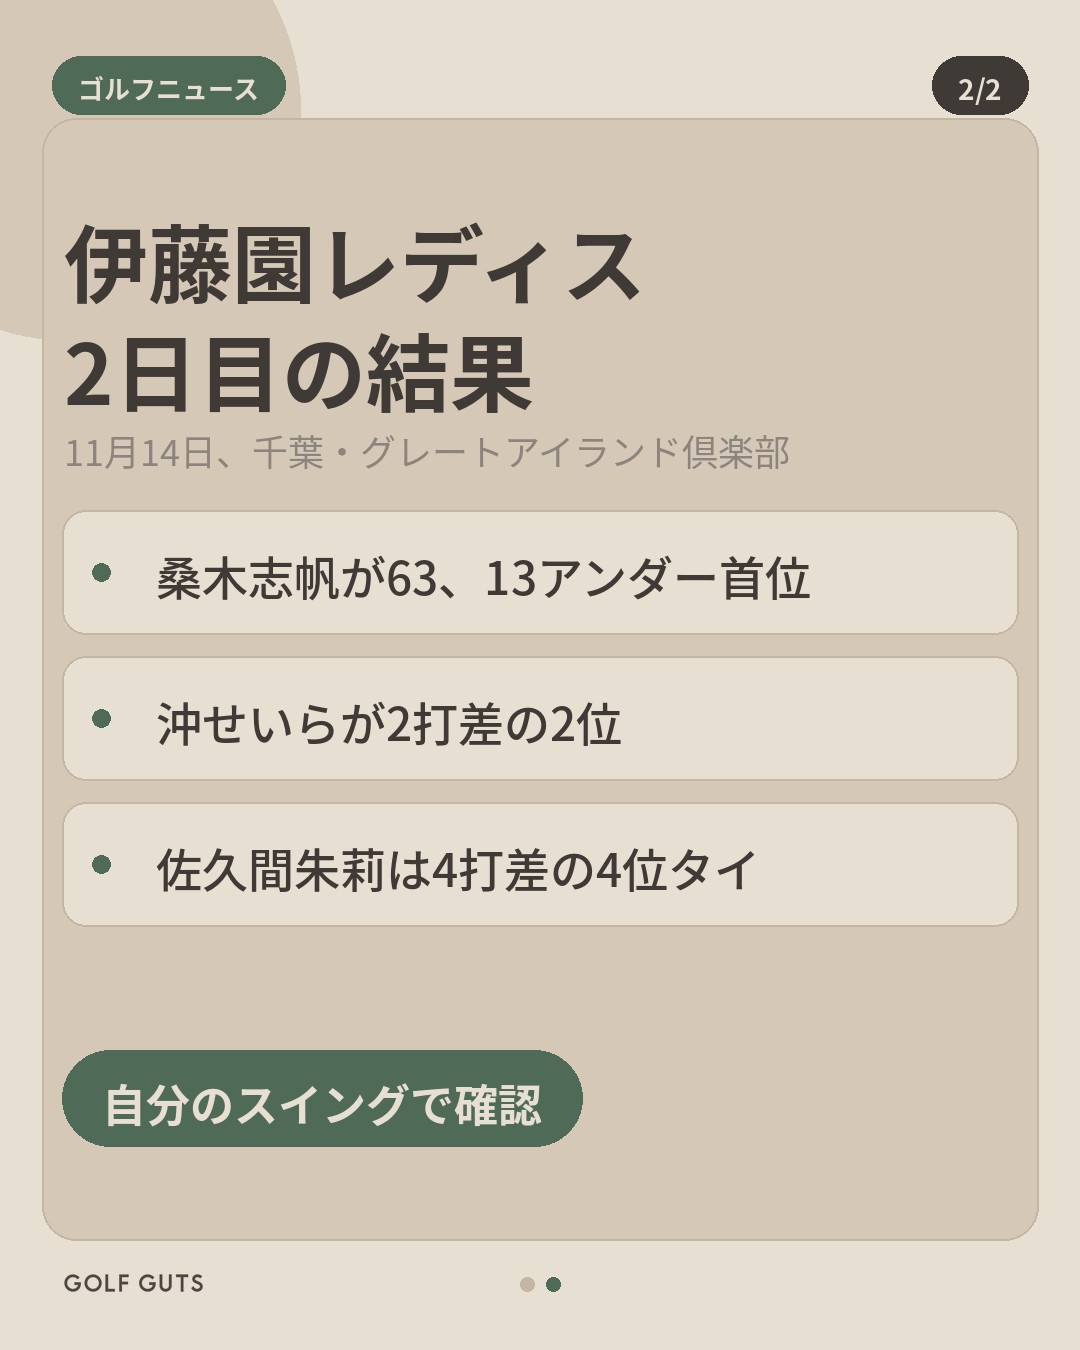 ゴルフニュース
2/2
伊藤園レディス
2日目の結果
11月14日、千葉・グレートアイランド倶楽部
桑木志帆が63、13アンダー首位
沖せいらが2打差の2位
佐久間朱莉は4打差の4位タイ
自分のスイングで確認
GOLF GUTS